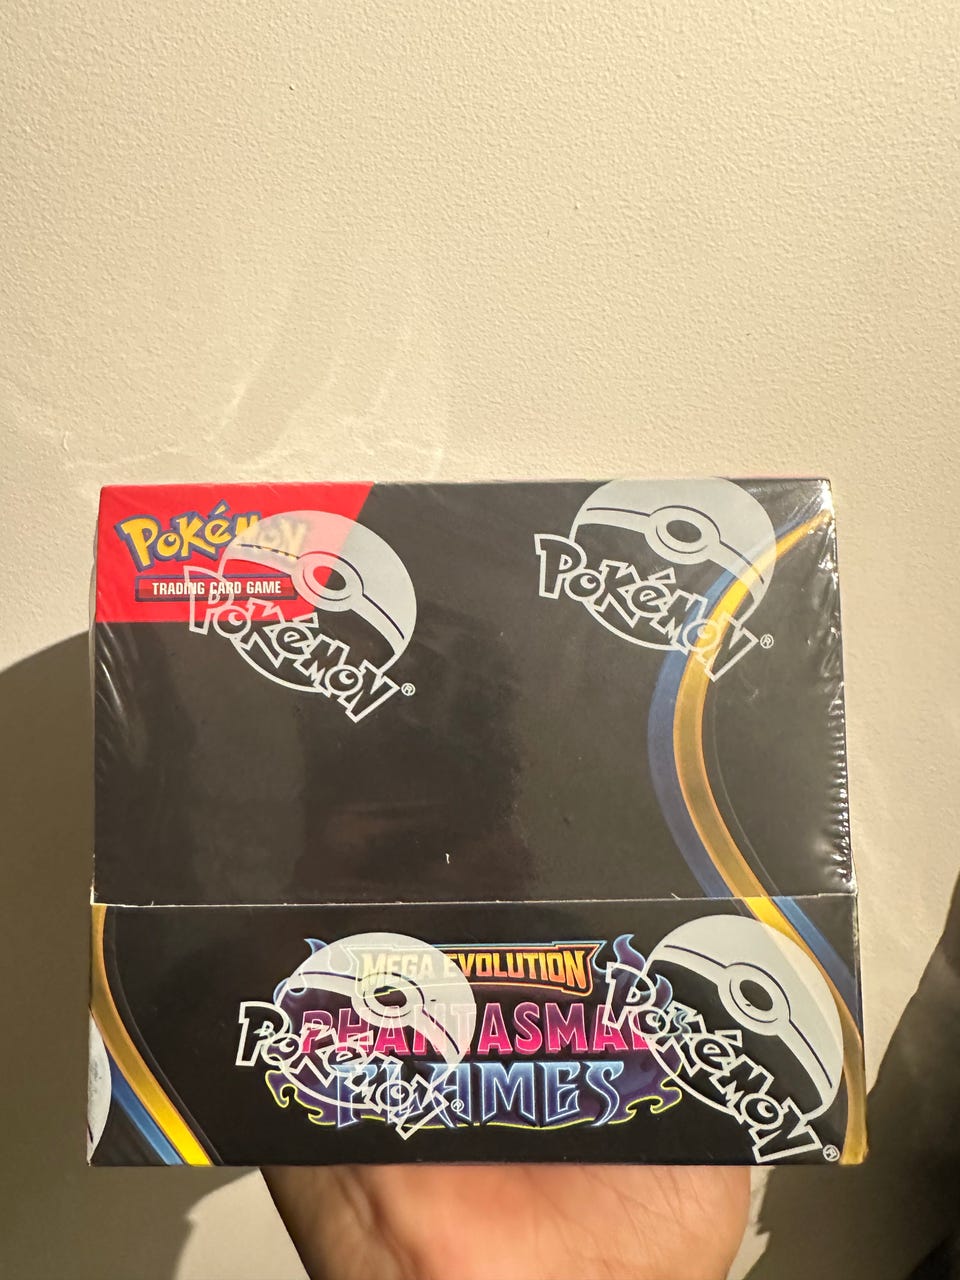 Pokémon
TRADING CARD GAME
Pokémon®
Pokémon®
MEGA EVOLUTION
PHANTASMAL
FLAMES
Pokémon®
Pokémon®